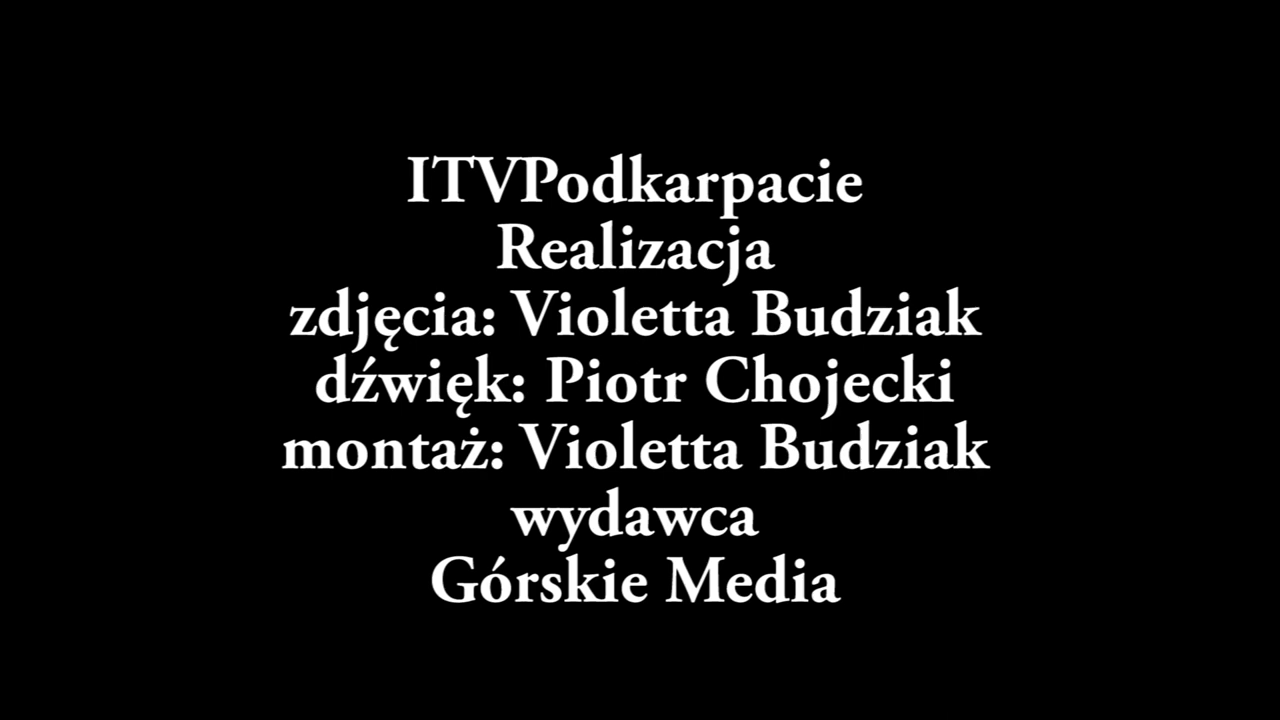 ITVPodkarpacie
Realizacja
zdjęcia: Violetta Budziak
dźwięk: Piotr Chojecki
montaż: Violetta Budziak
wydawca
Górskie Media